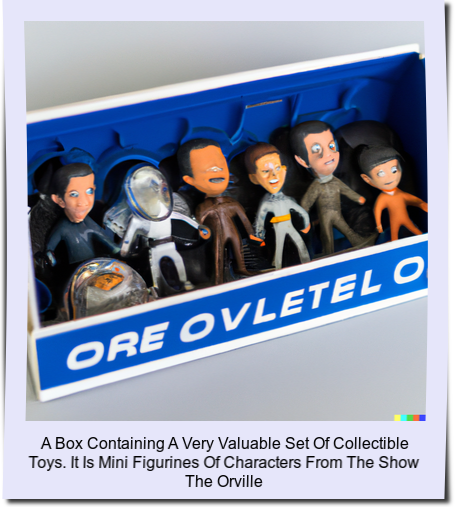 ORE OVLETEL O
A Box Containing A Very Valuable Set Of Collectible
Toys. It Is Mini Figurines Of Characters From The Show
The Orville